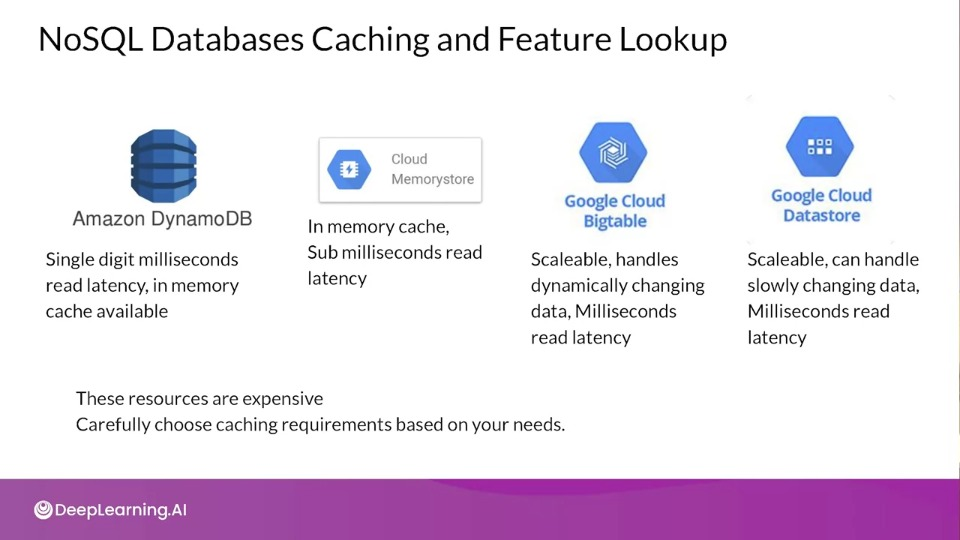 NoSQL Databases Caching and Feature Lookup
Amazon DynamoDB
Single digit milliseconds
read latency, in memory
cache available
Cloud
Memorystore
In memory cache,
Sub milliseconds read
latency
Google Cloud
Bigtable
Scaleable, handles
dynamically changing
data, Milliseconds
read latency
Google Cloud
Datastore
Scaleable, can handle
slowly changing data,
Milliseconds read
latency
These resources are expensive
Carefully choose caching requirements based on your needs.
DeepLearning.AI